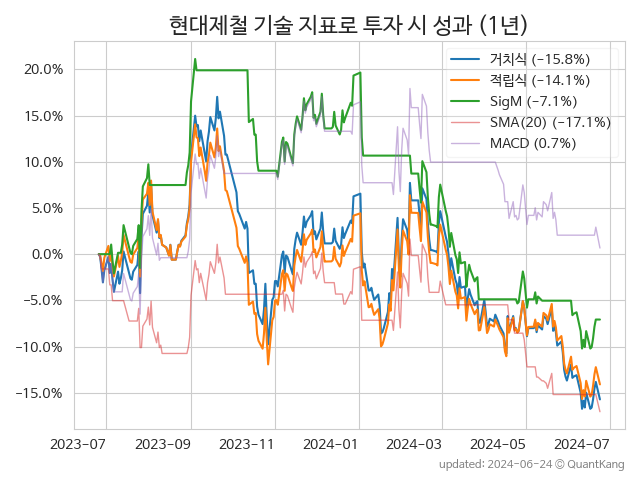 현대제철 기술 지표로 투자 시 성과 (1년)
거치식 (−15.8%)
적립식 (−14.1%)
SigM (−7.1%)
SMA(20) (−17.1%)
MACD (0.7%)
20.0%
15.0%
10.0%
5.0%
0.0%
−5.0%
−10.0%
−15.0%
2023-07 2023-09 2023-11 2024-01 2024-03 2024-05 2024-07
updated: 2024-06-24 © QuantKang